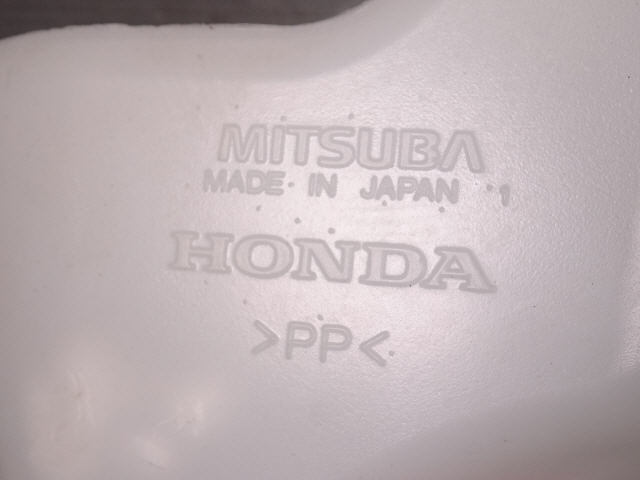 MITSUBA
MADE IN JAPAN 1
HONDA
>PP<